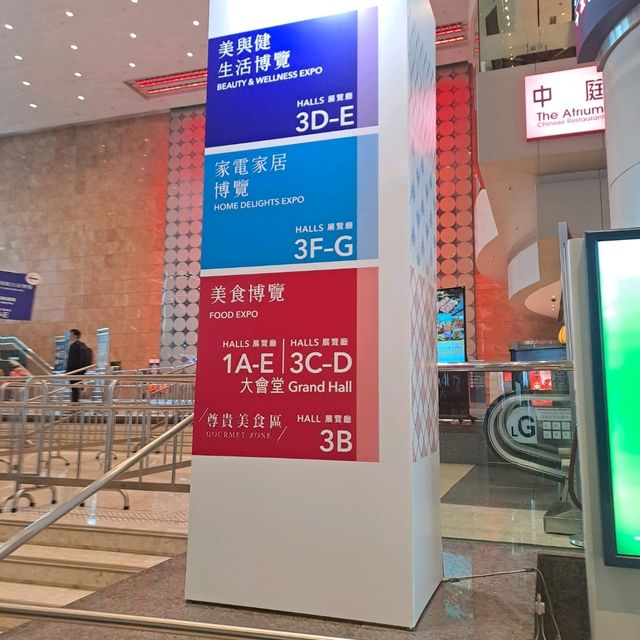 美與健
生活博覽
BEAUTY & WELLNESS EXPO
HALLS 展覽廳
3D-E
家電家居
博覽
HOME DELIGHTS EXPO
HALLS 展覽廳
3F-G
美食博覽
FOOD EXPO
HALLS 展覽廳
1A-E
HALLS 展覽廳
3C-D
大會堂 Grand Hall
尊貴美食區
GOURMET ZONE
HALL 展覽廳
3B
中庭
The Atrium
Chinese Restaurant
LG